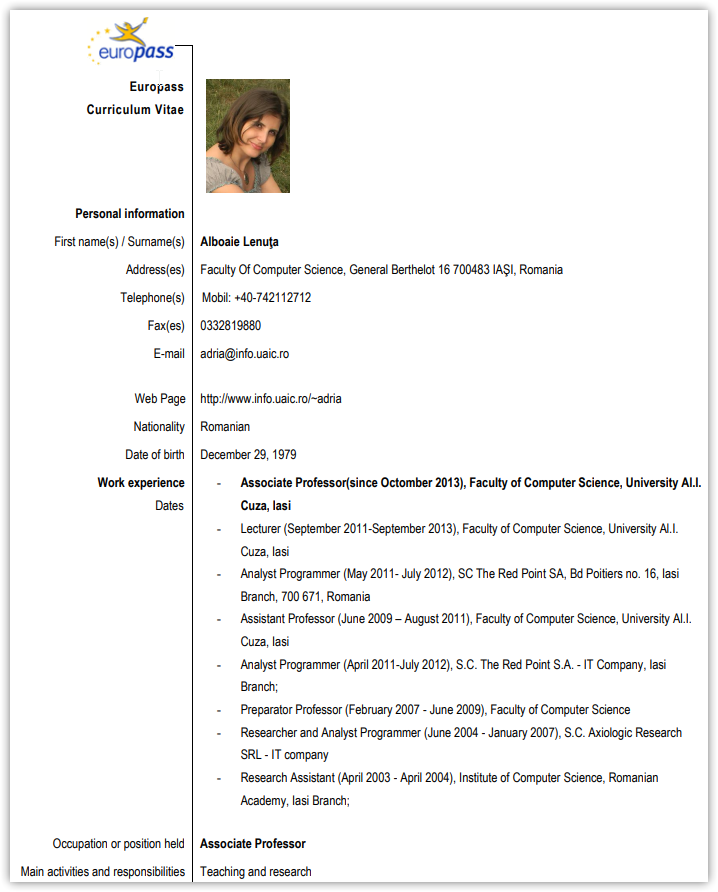 europass
Europass
Curriculum Vitae
Personal information
First name(s) / Surname(s) Alboaie Lenuţa
Address(es) Faculty Of Computer Science, General Berthelot 16 700483 IAŞI, Romania
Telephone(s) Mobil: +40-742112712
Fax(es) 0332819880
E-mail adria@info.uaic.ro
Web Page http://www.info.uaic.ro/~adria
Nationality Romanian
Date of birth December 29, 1979
Work experience - Associate Professor(since Octomber 2013), Faculty of Computer Science, University Al.I.
Dates Cuza, Iasi
- Lecturer (September 2011-September 2013), Faculty of Computer Science, University Al.I.
Cuza, Iasi
- Analyst Programmer (May 2011- July 2012), SC The Red Point SA, Bd Poitiers no. 16, Iasi
Branch, 700 671, Romania
- Assistant Professor (June 2009 – August 2011), Faculty of Computer Science, University Al.I.
Cuza, Iasi
- Analyst Programmer (April 2011-July 2012), S.C. The Red Point S.A. - IT Company, Iasi
Branch;
- Preparator Professor (February 2007 - June 2009), Faculty of Computer Science
- Researcher and Analyst Programmer (June 2004 - January 2007), S.C. Axiologic Research
SRL - IT company
- Research Assistant (April 2003 - April 2004), Institute of Computer Science, Romanian
Academy, Iasi Branch;
Occupation or position held Associate Professor
Main activities and responsibilities Teaching and research